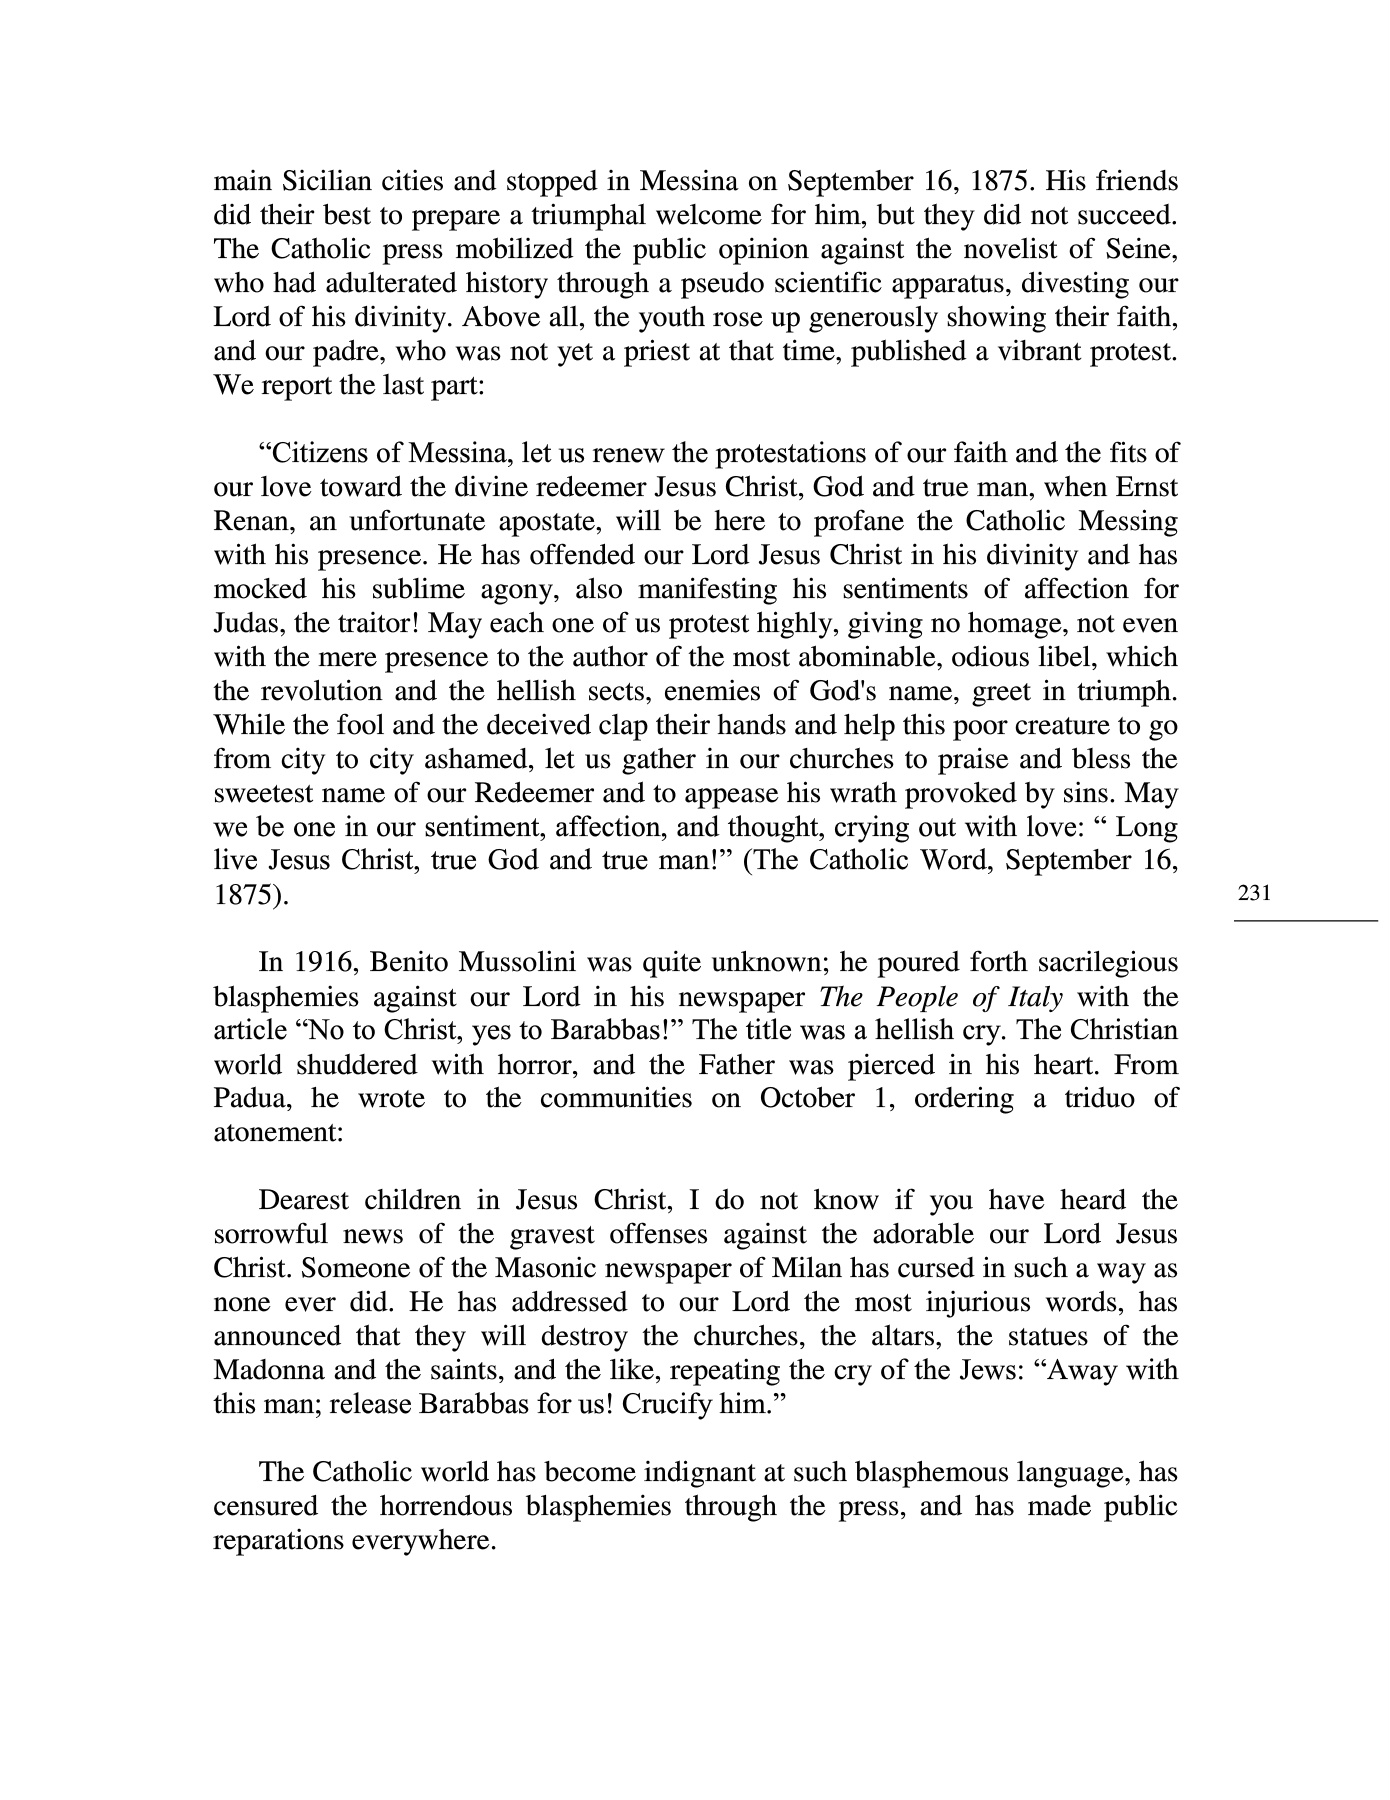 main Sicilian cities and stopped in Messina on September 16, 1875. His friends
did their best to prepare a triumphal welcome for him, but they did not succeed.
The Catholic press mobilized the public opinion against the novelist of Seine,
who had adulterated history through a pseudo scientific apparatus, divesting our
Lord of his divinity. Above all, the youth rose up generously showing their faith,
and our padre, who was not yet a priest at that time, published a vibrant protest.
We report the last part:
“Citizens of Messina, let us renew the protestations of our faith and the fits of
our love toward the divine redeemer Jesus Christ, God and true man, when Ernst
Renan, an unfortunate apostate, will be here to profane the Catholic Messing
with his presence. He has offended our Lord Jesus Christ in his divinity and has
mocked his sublime agony, also manifesting his sentiments of affection for
Judas, the traitor! May each one of us protest highly, giving no homage, not even
with the mere presence to the author of the most abominable, odious libel, which
the revolution and the hellish sects, enemies of God's name, greet in triumph.
While the fool and the deceived clap their hands and help this poor creature to go
from city to city ashamed, let us gather in our churches to praise and bless the
sweetest name of our Redeemer and to appease his wrath provoked by sins. May
we be one in our sentiment, affection, and thought, crying out with love: “ Long
live Jesus Christ, true God and true man!” (The Catholic Word, September 16,
1875).
231
In 1916, Benito Mussolini was quite unknown; he poured forth sacrilegious
blasphemies against our Lord in his newspaper The People of Italy with the
article “No to Christ, yes to Barabbas!” The title was a hellish cry. The Christian
world shuddered with horror, and the Father was pierced in his heart. From
Padua, he wrote to the communities on October 1, ordering a triduo of
atonement:
Dearest children in Jesus Christ, I do not know if you have heard the
sorrowful news of the gravest offenses against the adorable our Lord Jesus
Christ. Someone of the Masonic newspaper of Milan has cursed in such a way as
none ever did. He has addressed to our Lord the most injurious words, has
announced that they will destroy the churches, the altars, the statues of the
Madonna and the saints, and the like, repeating the cry of the Jews: “Away with
this man; release Barabbas for us! Crucify him.”
The Catholic world has become indignant at such blasphemous language, has
censured the horrendous blasphemies through the press, and has made public
reparations everywhere.